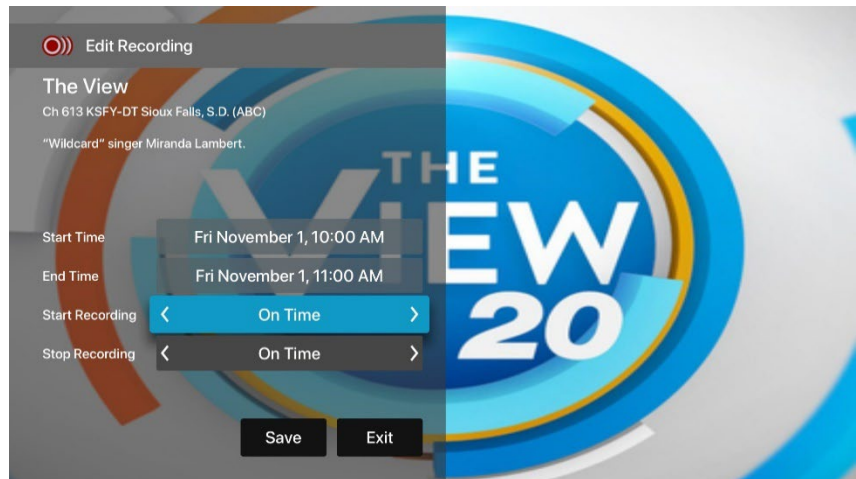 Edit Recording
The View
Ch 613 KSFY-DT Sioux Falls, S.D. (ABC)
"Wildcard" singer Miranda Lambert.
Start Time Fri November 1, 10:00 AM
End Time Fri November 1, 11:00 AM
Start Recording On Time
Stop Recording On Time
Save Exit
THE
VIEW
20